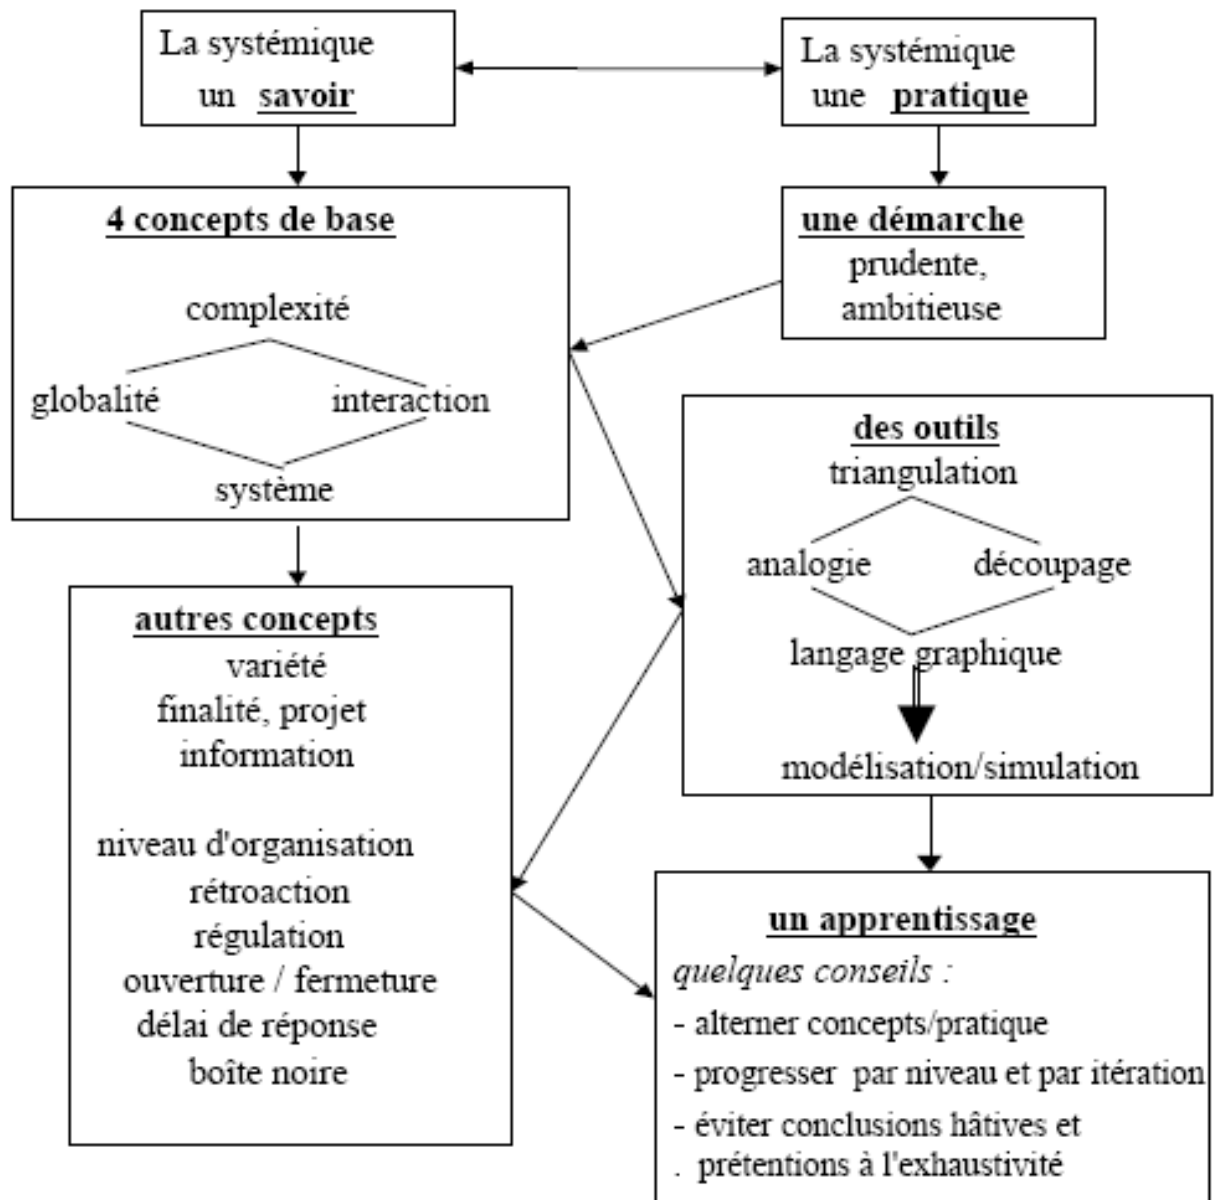 La systémique
un savoir
La systémique
une pratique
4 concepts de base
complexité
globalité interaction
système
une démarche
prudente,
ambitieuse
des outils
triangulation
analogie découpage
langage graphique
modélisation/simulation
autres concepts
variété
finalité, projet
information
niveau d'organisation
rétroaction
régulation
ouverture / fermeture
délai de réponse
boîte noire
un apprentissage
quelques conseils :
- alterner concepts/pratique
- progresser par niveau et par itération
- éviter conclusions hâtives et
. prétentions à l'exhaustivité